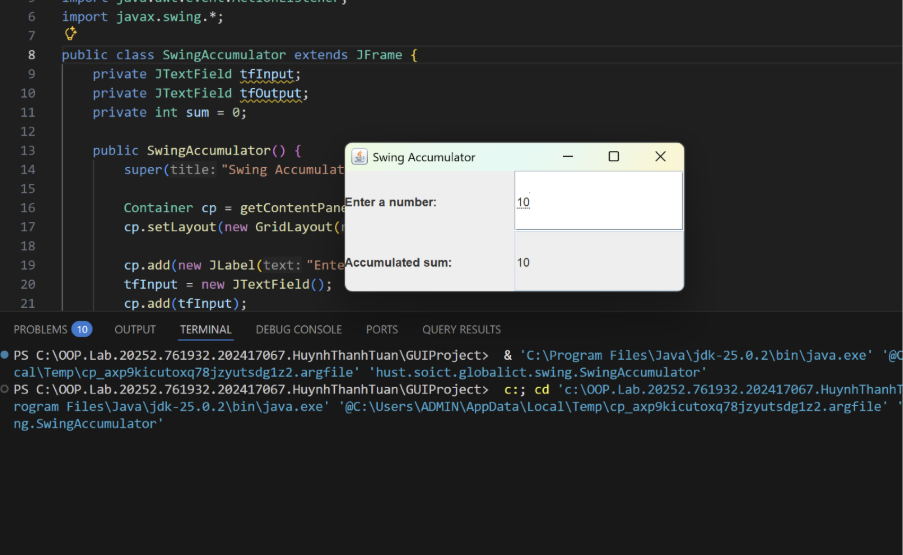 6 import javax.swing.*;
7
8 public class SwingAccumulator extends JFrame {
9 private JTextField tfInput;
10 private JTextField tfOutput;
11 private int sum = 0;
12
13 public SwingAccumulator() {
14 super(title: "Swing Accumulat
15
16 Container cp = getContentPane
17 cp.setLayout(new GridLayout(
18
19 cp.add(new JLabel(text: "Ente
20 tfInput = new JTextField();
21 cp.add(tfInput);
Swing Accumulator
Enter a number: 10
Accumulated sum: 10
PROBLEMS 10 OUTPUT TERMINAL DEBUG CONSOLE PORTS QUERY RESULTS
PS C:\OOP.Lab.20252.761932.202417067.HuynhThanhTuan\GUIProject> & 'C:\Program Files\Java\jdk-25.0.2\bin\java.exe' '@C
cal\Temp\cp_axp9kicutoxq78jzyutsdg1z2.argfile' 'hust.soict.globalict.swing.SwingAccumulator'
PS C:\OOP.Lab.20252.761932.202417067.HuynhThanhTuan\GUIProject> c:; cd 'c:\OOP.Lab.20252.761932.202417067.HuynhThanhT
rogram Files\Java\jdk-25.0.2\bin\java.exe' '@C:\Users\ADMIN\AppData\Local\Temp\cp_axp9kicutoxq78jzyutsdg1z2.argfile' '
ng.SwingAccumulator'